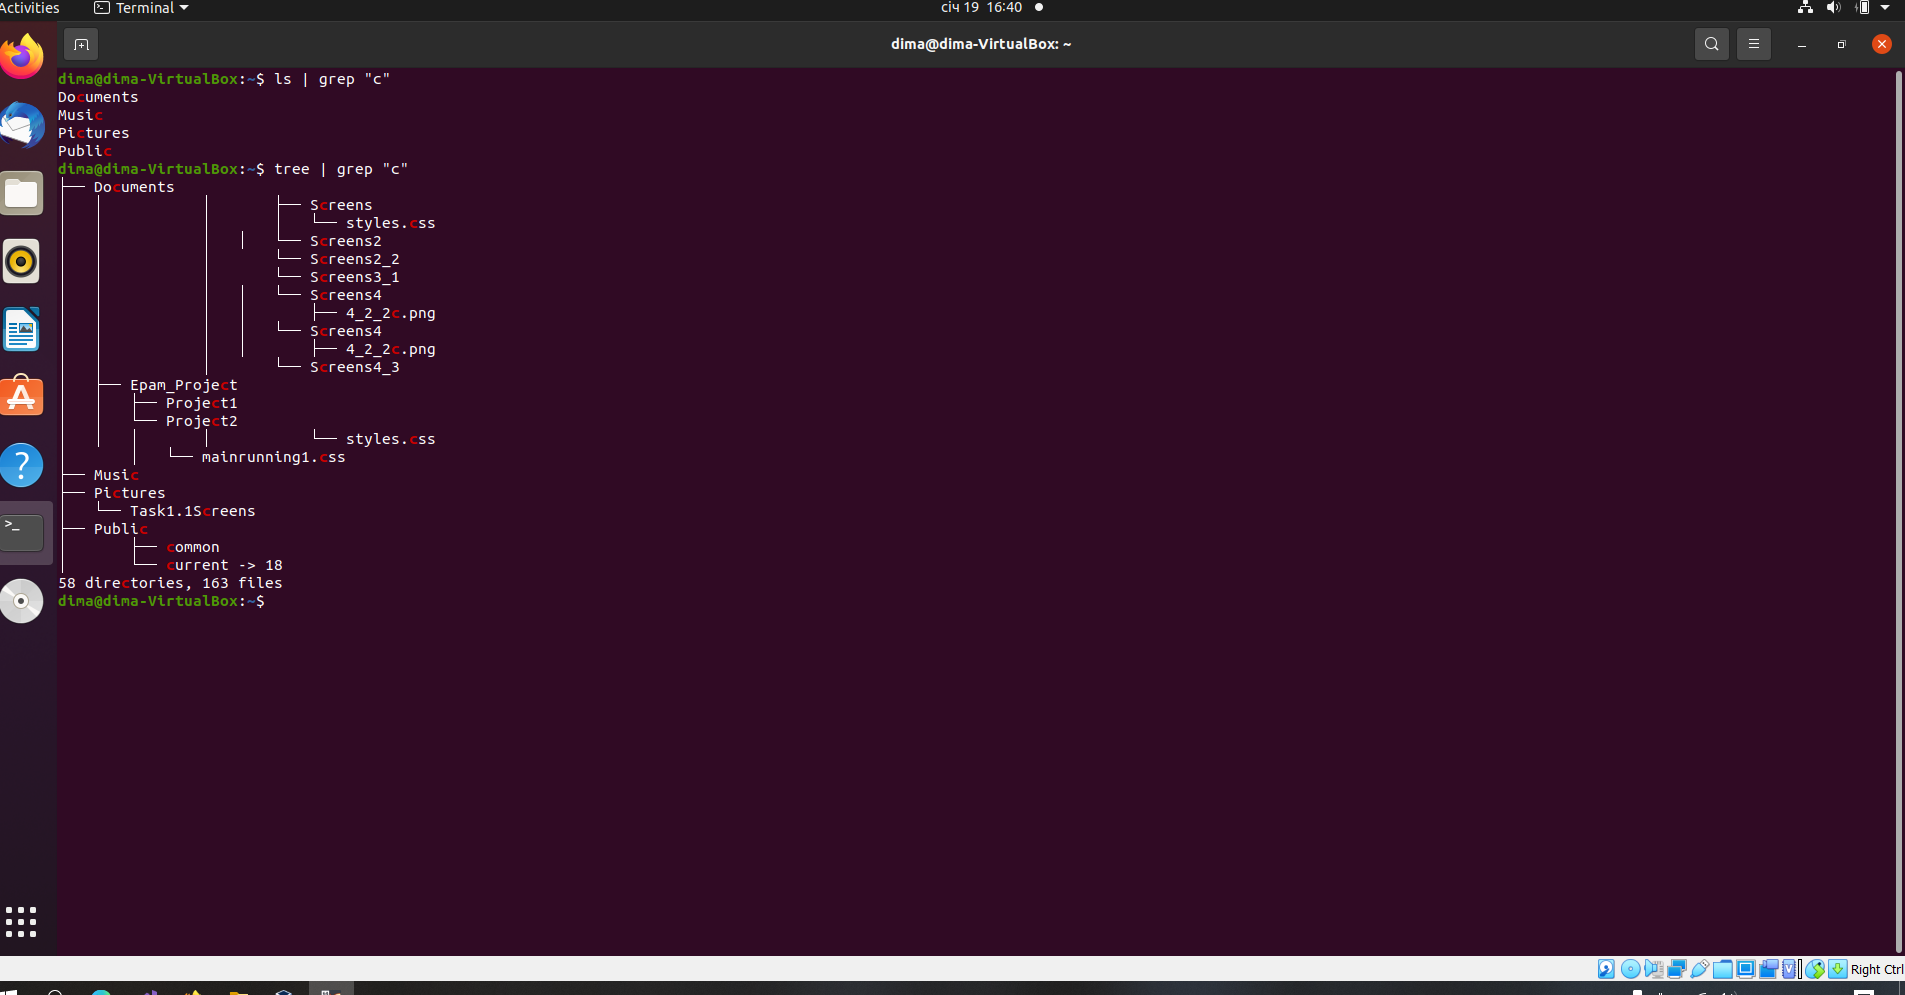 Activities
Terminal
січ 19 16:40
dima@dima-VirtualBox: ~
dima@dima-VirtualBox:~$ ls | grep "c"
Documents
Music
Pictures
Public
dima@dima-VirtualBox:~$ tree | grep "c"
├── Documents
│   │           │       ├── Screens
│   │           │       │   └── styles.css
│   │           │   │   └── Screens2
│   │           │       └── Screens2_2
│   │           │       └── Screens3_1
│   │           │   │   └── Screens4
│   │           │   │       ├── 4_2_2c.png
│   │           │   │   └── Screens4
│   │           │   │       ├── 4_2_2c.png
│   │           │       └── Screens4_3
│   ├── Epam_Project
│   │   ├── Project1
│   │   └── Project2
│   │   │       │           └── styles.css
│       │   └── mainrunning1.css
├── Music
├── Pictures
│   └── Task1.1Screens
├── Public
│       ├── common
│       └── current -> 18
58 directories, 163 files
dima@dima-VirtualBox:~$
Right Ctrl